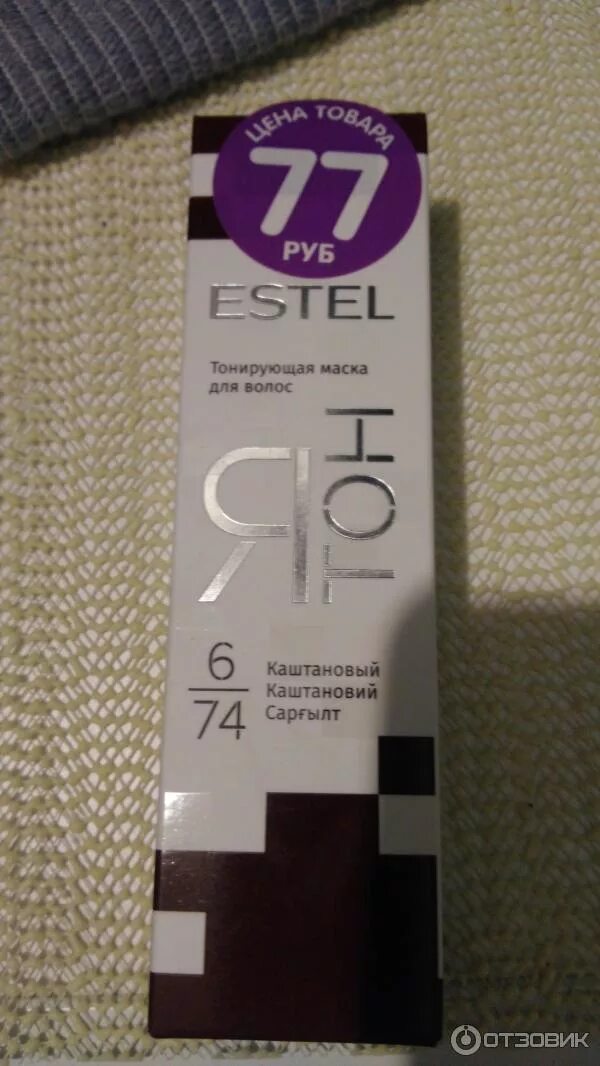 ЦЕНА ТОВАРА
77
РУБ
ESTEL
Тонирующая маска
для волос
Я ТОН
6
74
Каштановый
Каштановий
Сарғылт
ОТЗОВИК